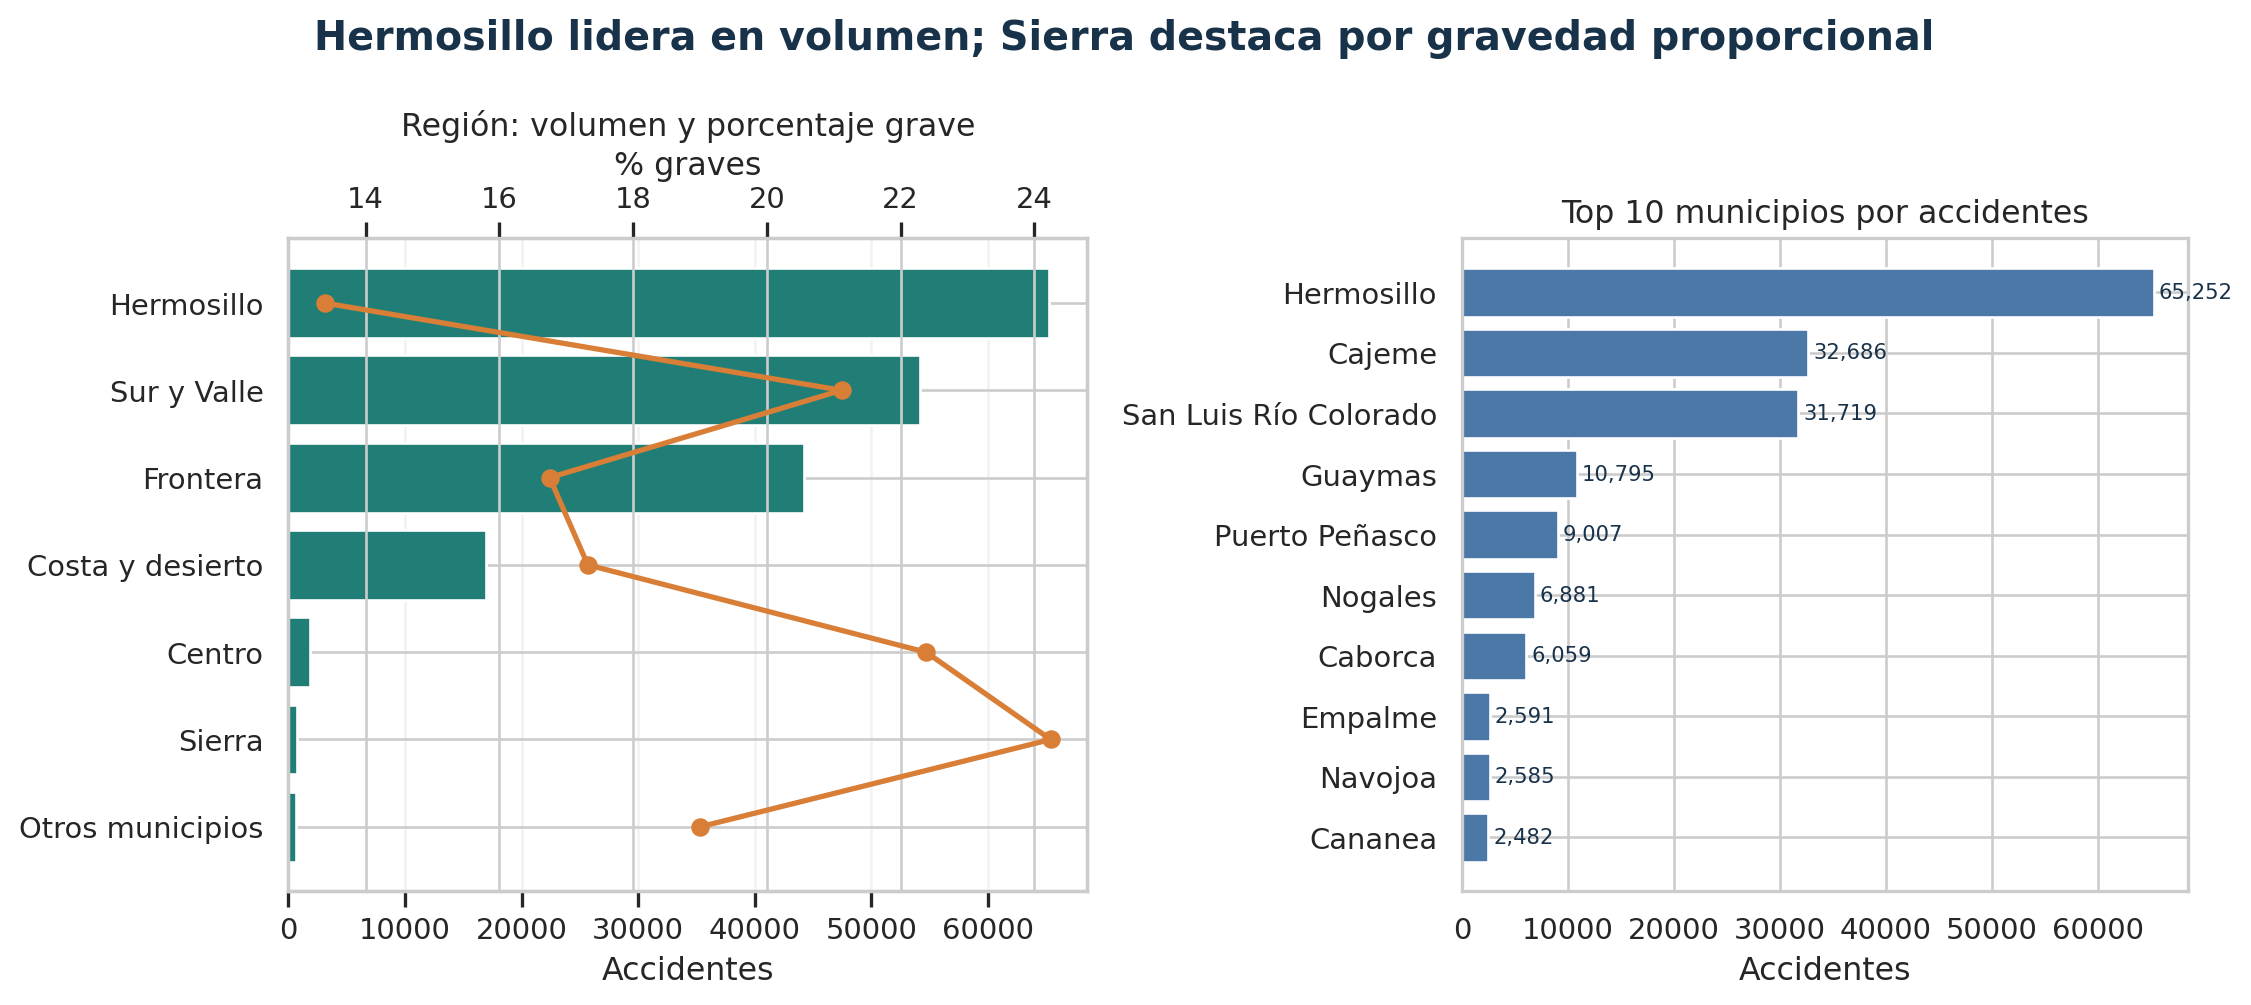 Hermosillo lidera en volumen; Sierra destaca por gravedad proporcional
Región: volumen y porcentaje grave
% graves
14 16 18 20 22 24
Hermosillo
Sur y Valle
Frontera
Costa y desierto
Centro
Sierra
Otros municipios
0 10000 20000 30000 40000 50000 60000
Accidentes
Top 10 municipios por accidentes
Hermosillo 65,252
Cajeme 32,686
San Luis Río Colorado 31,719
Guaymas 10,795
Puerto Peñasco 9,007
Nogales 6,881
Caborca 6,059
Empalme 2,591
Navojoa 2,585
Cananea 2,482
0 10000 20000 30000 40000 50000 60000
Accidentes